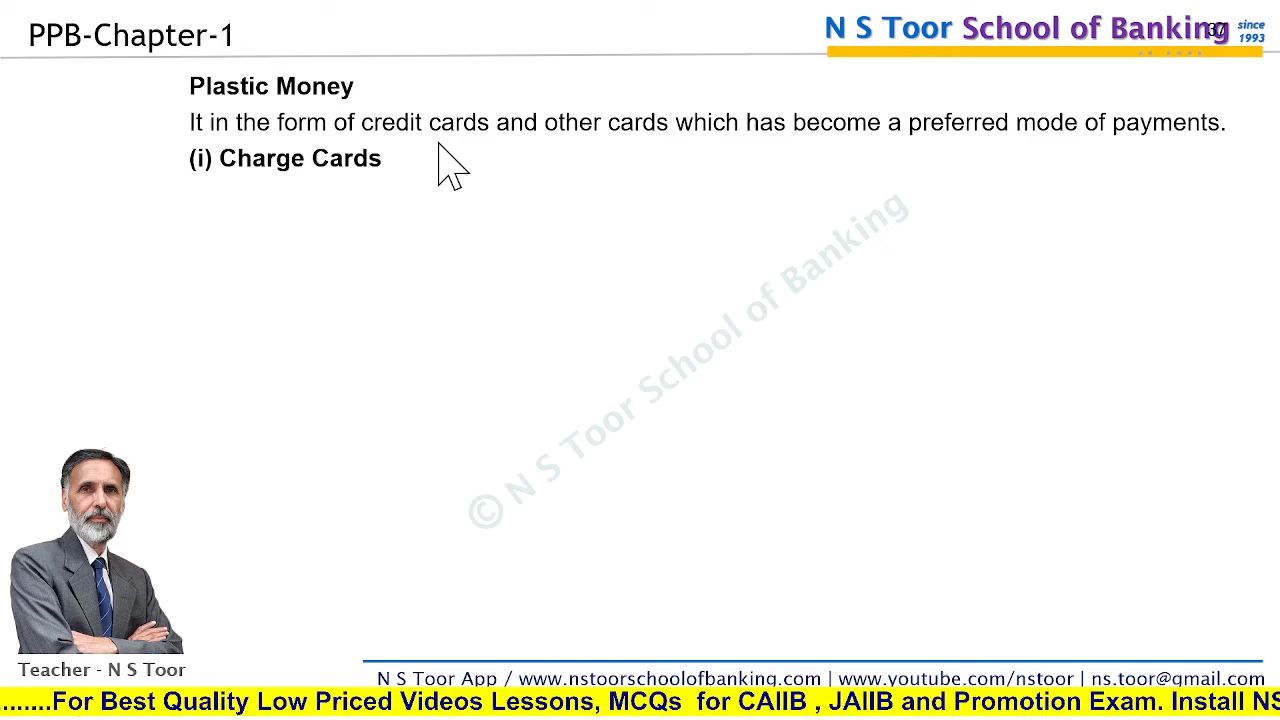 PPB-Chapter-1
N S Toor School of Banking
37
since
1993
Plastic Money
It in the form of credit cards and other cards which has become a preferred mode of payments.
(i) Charge Cards
© N S Toor School of Banking
Teacher - N S Toor
N S Toor App / www.nstoorschoolofbanking.com | www.youtube.com/nstoor | ns.toor@gmail.com
........For Best Quality Low Priced Videos Lessons, MCQs for CAIIB , JAIIB and Promotion Exam. Install NS